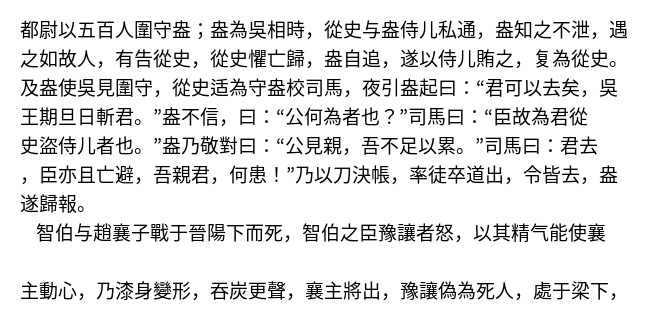 都尉以五百人圍守盎；盎為吳相時，從史与盎侍儿私通，盎知之不泄，遇
之如故人，有告從史，從史懼亡歸，盎自追，遂以侍儿賄之，复為從史。
及盎使吳見圍守，從史适為守盎校司馬，夜引盎起曰：“君可以去矣，吳
王期旦日斬君。”盎不信，曰：“公何為者也？”司馬曰：“臣故為君從
史盜侍儿者也。”盎乃敬對曰：“公見親，吾不足以累。”司馬曰：君去
，臣亦且亡避，吾親君，何患！”乃以刀決帳，率徒卒道出，令皆去，盎
遂歸報。
智伯与趙襄子戰于晉陽下而死，智伯之臣豫讓者怒，以其精气能使襄
主動心，乃漆身變形，吞炭更聲，襄主將出，豫讓偽為死人，處于梁下，